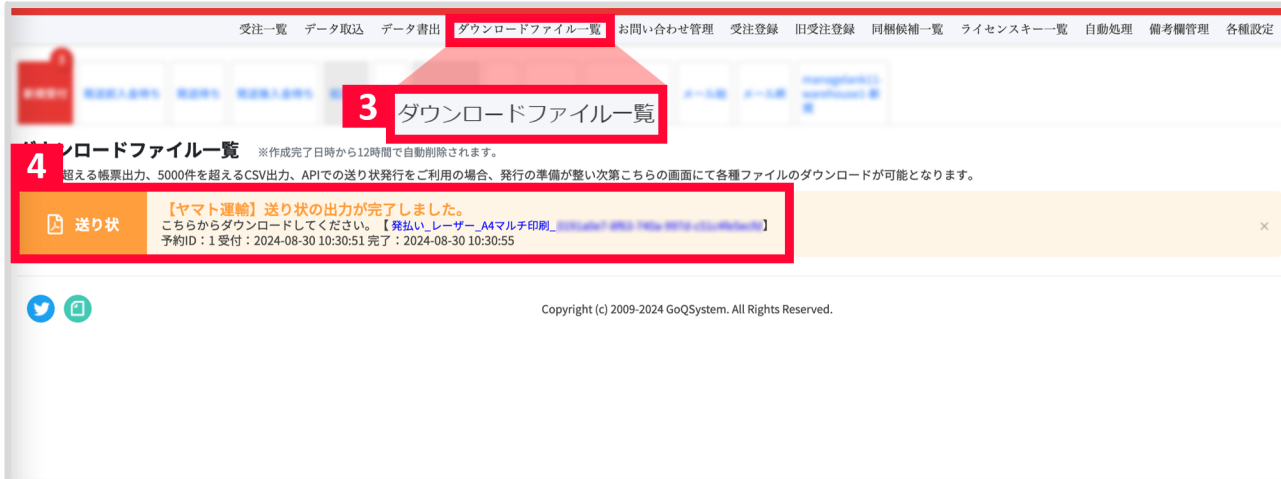 受注一覧 データ取込 データ書出 ダウンロードファイル一覧 お問い合わせ管理 受注登録 旧受注登録 同梱候補一覧 ライセンスキー一覧 自動処理 備考欄管理 各種設定
3
3 ダウンロードファイル一覧
ンロードファイル一覧 ※作成完了日時から12時間で自動削除されます。
4
超える帳票出力、5000件を超えるCSV出力、APIでの送り状発行をご利用の場合、発行の準備が整い次第こちらの画面にて各種ファイルのダウンロードが可能となります。
送り状
【ヤマト運輸】送り状の出力が完了しました。
こちらからダウンロードしてください。【 発払い_レーザー_A4マルチ印刷_ 】
予約ID:1 受付:2024-08-30 10:30:51 完了:2024-08-30 10:30:55
×
Copyright (c) 2009-2024 GoQSystem. All Rights Reserved.